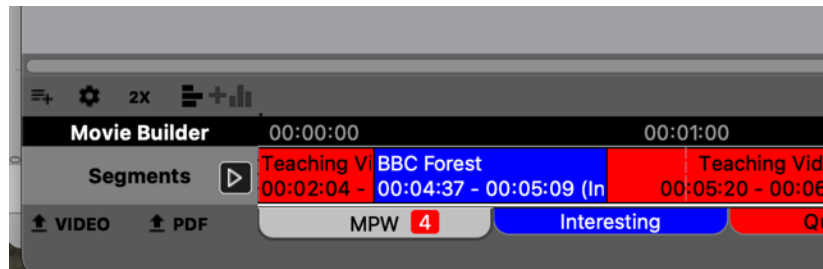 2X
Movie Builder 00:00:00 00:01:00
Teaching Vi BBC Forest Teaching Vid
Segments
00:02:04 - 00:04:37 - 00:05:09 (In 00:05:20 - 00:06
VIDEO PDF MPW 4 Interesting